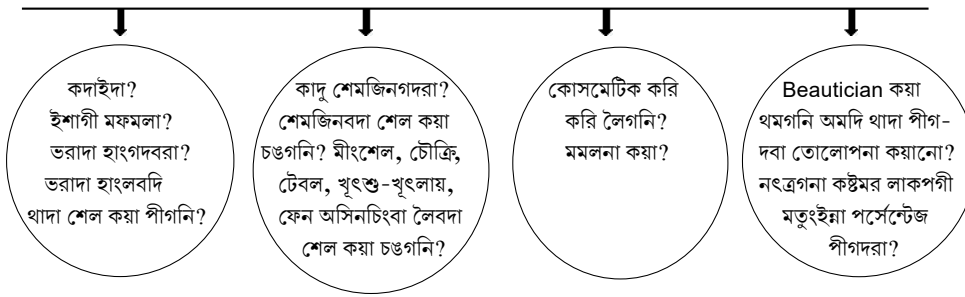 কদাইদা?
ইশাগী মফমলা?
ভরাদা হাংগদবরা?
ভরাদা হাংলবদি
থাদা শেল কয়া পীগনি?
কাদু শেমজিনগদরা?
শেমজিনবদা শেল কয়া
চঙগনি? মীংশেল, চৌক্রি,
টেবল, খূৎশু-খূৎলায়,
ফেন অসিনচিংবা লৈবদা
শেল কয়া চঙগনি?
কোসমেটিক করি
করি লৈগনি?
মমলনা কয়া?
Beautician কয়া
থমগনি অমদি থাদা পীগ-
দবা তোলোপনা কয়ানো?
নৎত্রগনা কষ্টমর লাকপগী
মতুংইন্না পর্সেন্টেজ
পীগদরা?